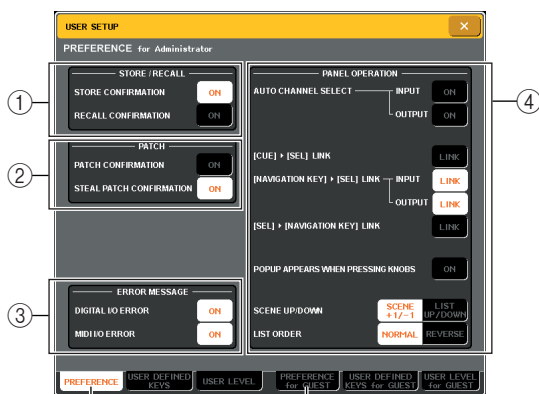 USER SETUP
×
PREFERENCE for Administrator
① 
STORE / RECALL
STORE CONFIRMATION ON
RECALL CONFIRMATION ON
②
PATCH
PATCH CONFIRMATION ON
STEAL PATCH CONFIRMATION ON
③
ERROR MESSAGE
DIGITAL I/O ERROR ON
MIDI I/O ERROR ON
④
PANEL OPERATION
AUTO CHANNEL SELECT INPUT ON
OUTPUT ON
[CUE] ▸ [SEL] LINK LINK
[NAVIGATION KEY] ▸ [SEL] LINK INPUT LINK
OUTPUT LINK
[SEL] ▸ [NAVIGATION KEY] LINK LINK
POPUP APPEARS WHEN PRESSING KNOBS ON
SCENE UP/DOWN SCENE +1/-1 LIST UP/DOWN
LIST ORDER NORMAL REVERSE
PREFERENCE
USER DEFINED KEYS
USER LEVEL
PREFERENCE for GUEST
USER DEFINED KEYS for GUEST
USER LEVEL for GUEST